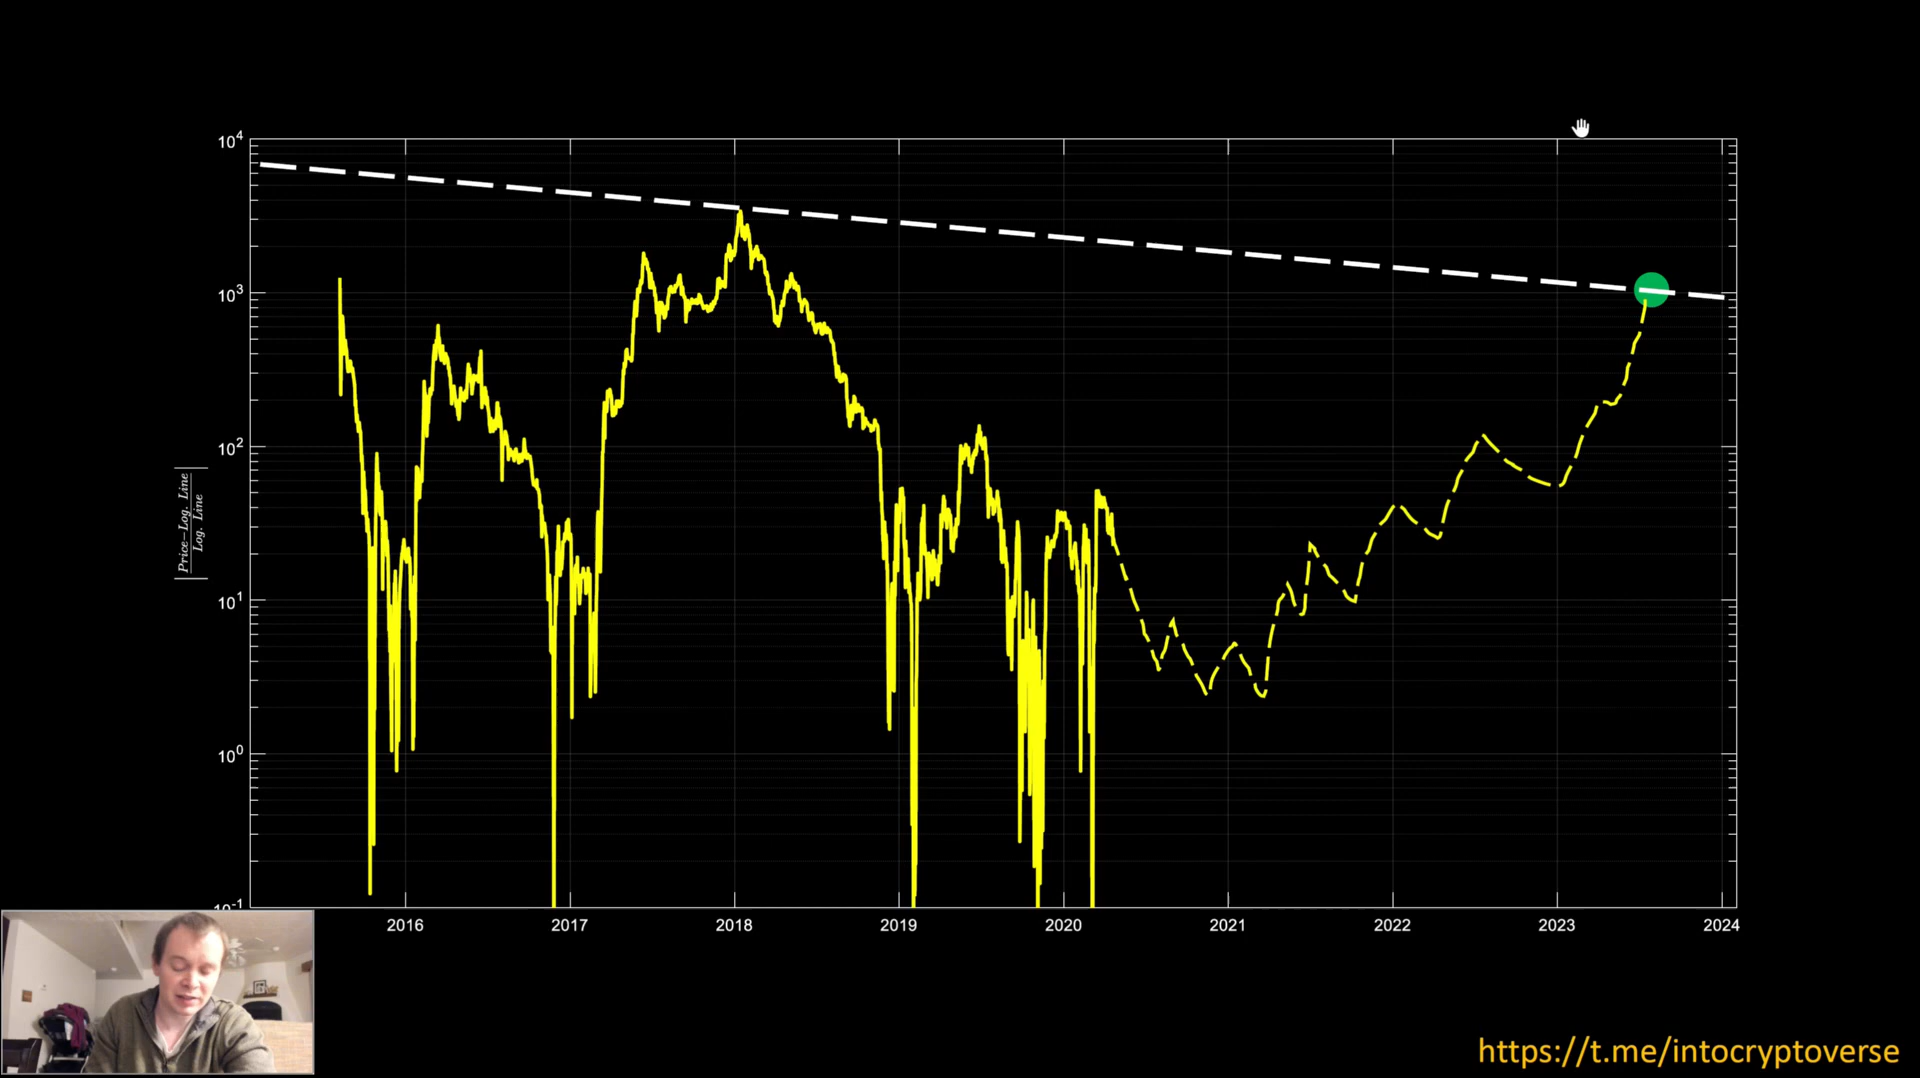 10^4
10^3
10^2
10^1
10^0
10^-1
|Price−Log. Line
Log. Line|
2016 2017 2018 2019 2020 2021 2022 2023 2024
https://t.me/intocryptoverse